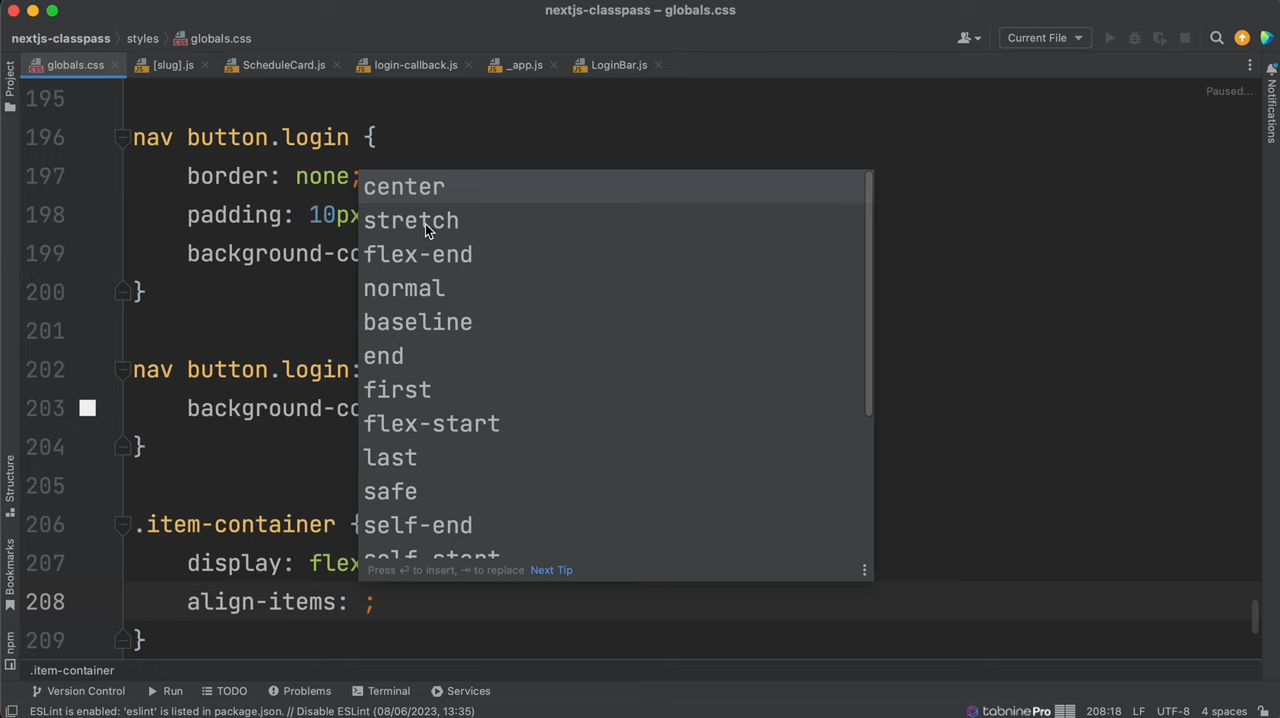 nextjs-classpass – globals.css
nextjs-classpass styles globals.css
Current File
globals.css [slug].js ScheduleCard.js login-callback.js _app.js LoginBar.js
Project
Notifications
Paused...
195
196 nav button.login {
197 border: none;
198 padding: 10px
199 background-co
200 }
201
202 nav button.login:
203 background-co
204 }
205
206 .item-container {
207 display: flex
208 align-items: ;
209 }
center
stretch
flex-end
normal
baseline
end
first
flex-start
last
safe
self-end
self-start
Press ⏎ to insert, ⇥ to replace Next Tip
Structure
Bookmarks
npm
.item-container
Version Control Run TODO Problems Terminal Services
ESLint is enabled: 'eslint' is listed in package.json. // Disable ESLint (08/06/2023, 13:35)
tabninePro 208:18 LF UTF-8 4 spaces